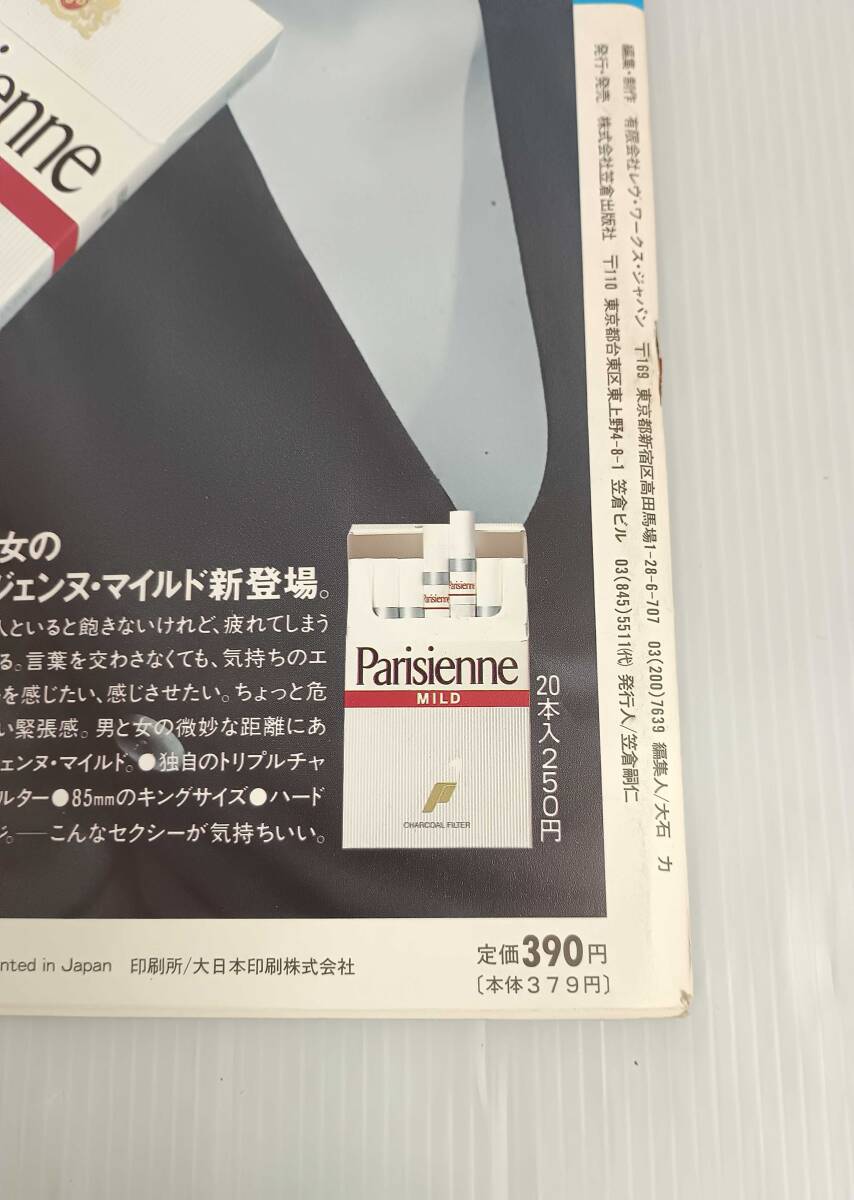 sienne
編集・制作 有限会社レヴ・ワークス・ジャパン 〒169 東京都新宿区高田馬場1-28-6-707 03(200)7639 編集人/大石 力
発行・発売/株式会社笠倉出版社 〒110 東京都台東区東上野4-8-1 笠倉ビル 03(845)5511(代) 発行人/笠倉嗣仁
女の
ジェンヌ・マイルド新登場。
人といると飽きないけれど、疲れてしまう
る。言葉を交わさなくても、気持ちのエ
を感じたい、感じさせたい。ちょっと危
い緊張感。男と女の微妙な距離にあ
ェンヌ・マイルド。●独自のトリプルチャ
ルター●85mmのキングサイズ●ハード
ジ。──こんなセクシーが気持ちいい。
Parisienne
Parisienne
Parisienne
MILD
CHARCOAL FILTER
20本入250円
nted in Japan 印刷所/大日本印刷株式会社
定価390円
〔本体379円〕